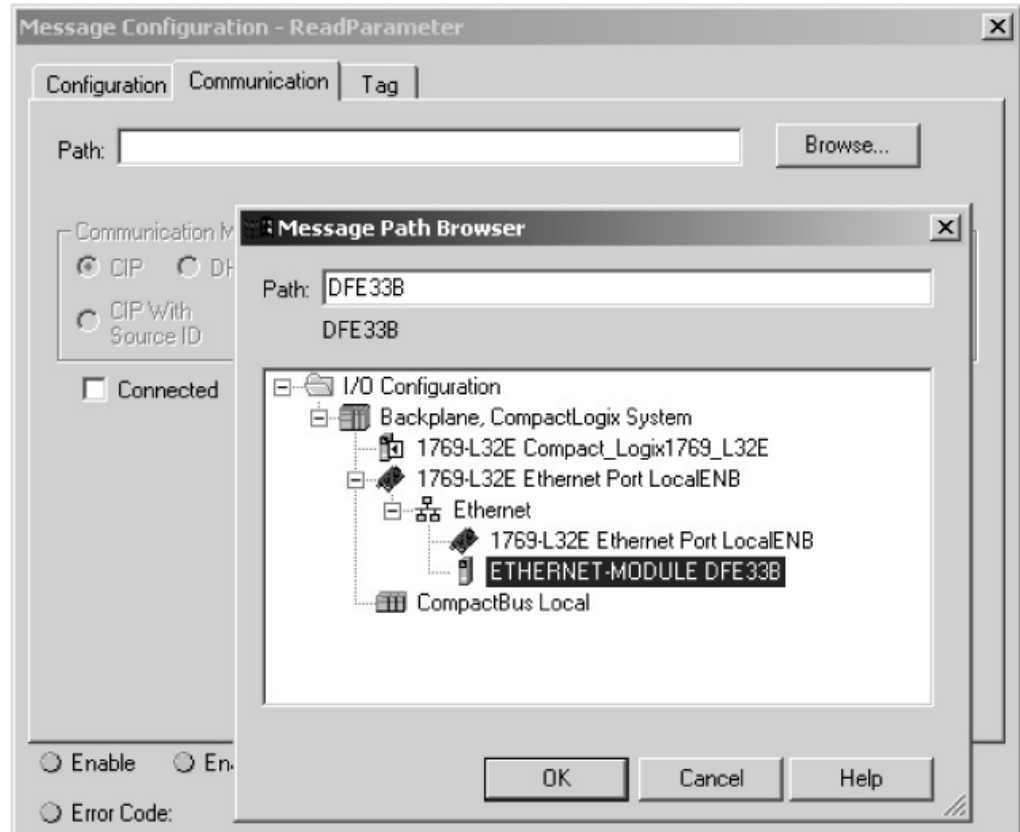 Message Configuration - ReadParameter
Configuration Communication Tag
Path: Browse...
Communication M
CIP DH
CIP With
Source ID
Connected
Message Path Browser
Path: DFE33B
DFE33B
I/O Configuration
Backplane, CompactLogix System
1769-L32E Compact_Logix1769_L32E
1769-L32E Ethernet Port LocalENB
Ethernet
1769-L32E Ethernet Port LocalENB
ETHERNET-MODULE DFE33B
CompactBus Local
OK Cancel Help
Enable En
Error Code: